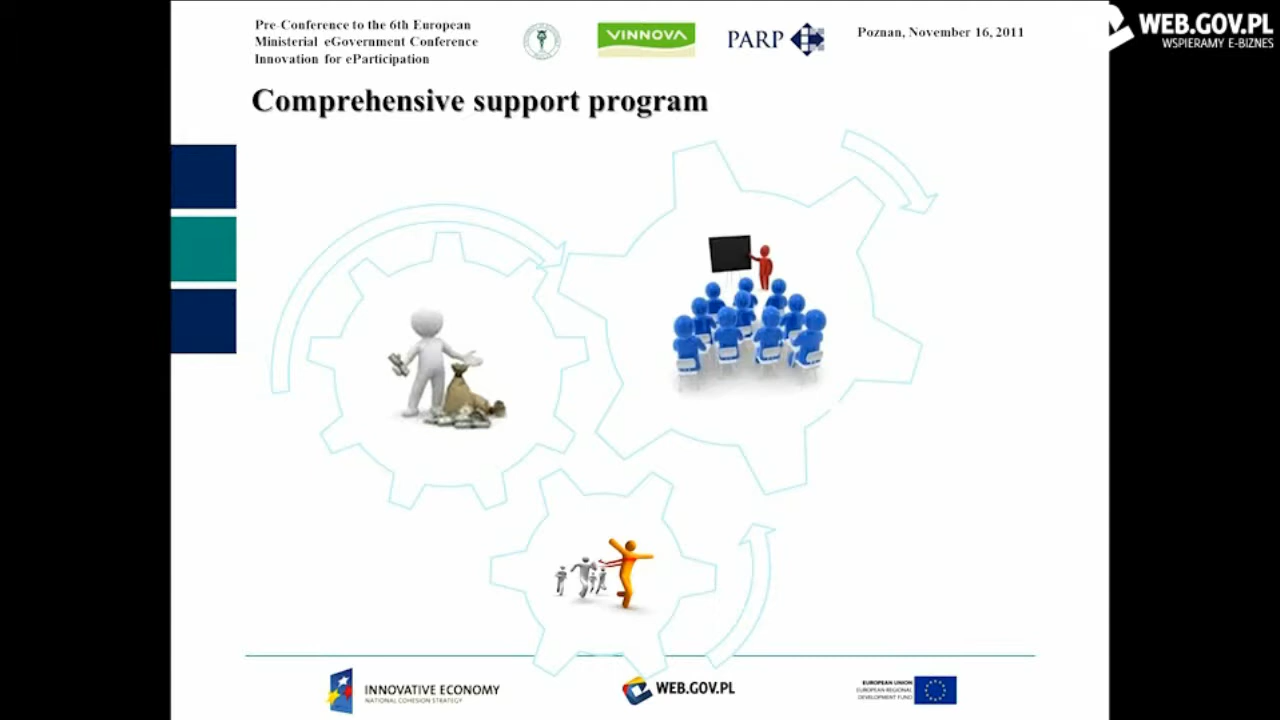 Pre-Conference to the 6th European
Ministerial eGovernment Conference
Innovation for eParticipation
VINNOVA
PARP
Poznan, November 16, 2011
WEB.GOV.PL
WSPIERAMY E-BIZNES
Comprehensive support program
INNOVATIVE ECONOMY
NATIONAL COHESION STRATEGY
WEB.GOV.PL
EUROPEAN UNION
EUROPEAN REGIONAL
DEVELOPMENT FUND